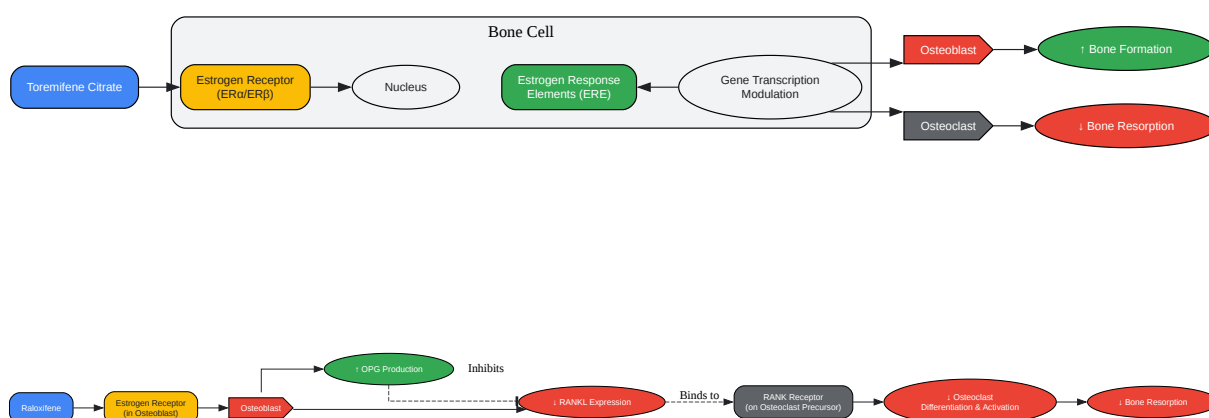 Bone Cell
Toremifene Citrate
Estrogen Receptor
(ERα/ERβ)
Nucleus
Estrogen Response
Elements (ERE)
Gene Transcription
Modulation
Osteoblast
↑ Bone Formation
Osteoclast
↓ Bone Resorption
↑ OPG Production
Inhibits
Raloxifene
Estrogen Receptor
(in Osteoblast)
Osteoblast
↓ RANKL Expression
Binds to
RANK Receptor
(on Osteoclast Precursor)
↓ Osteoclast
Differentiation & Activation
↓ Bone Resorption